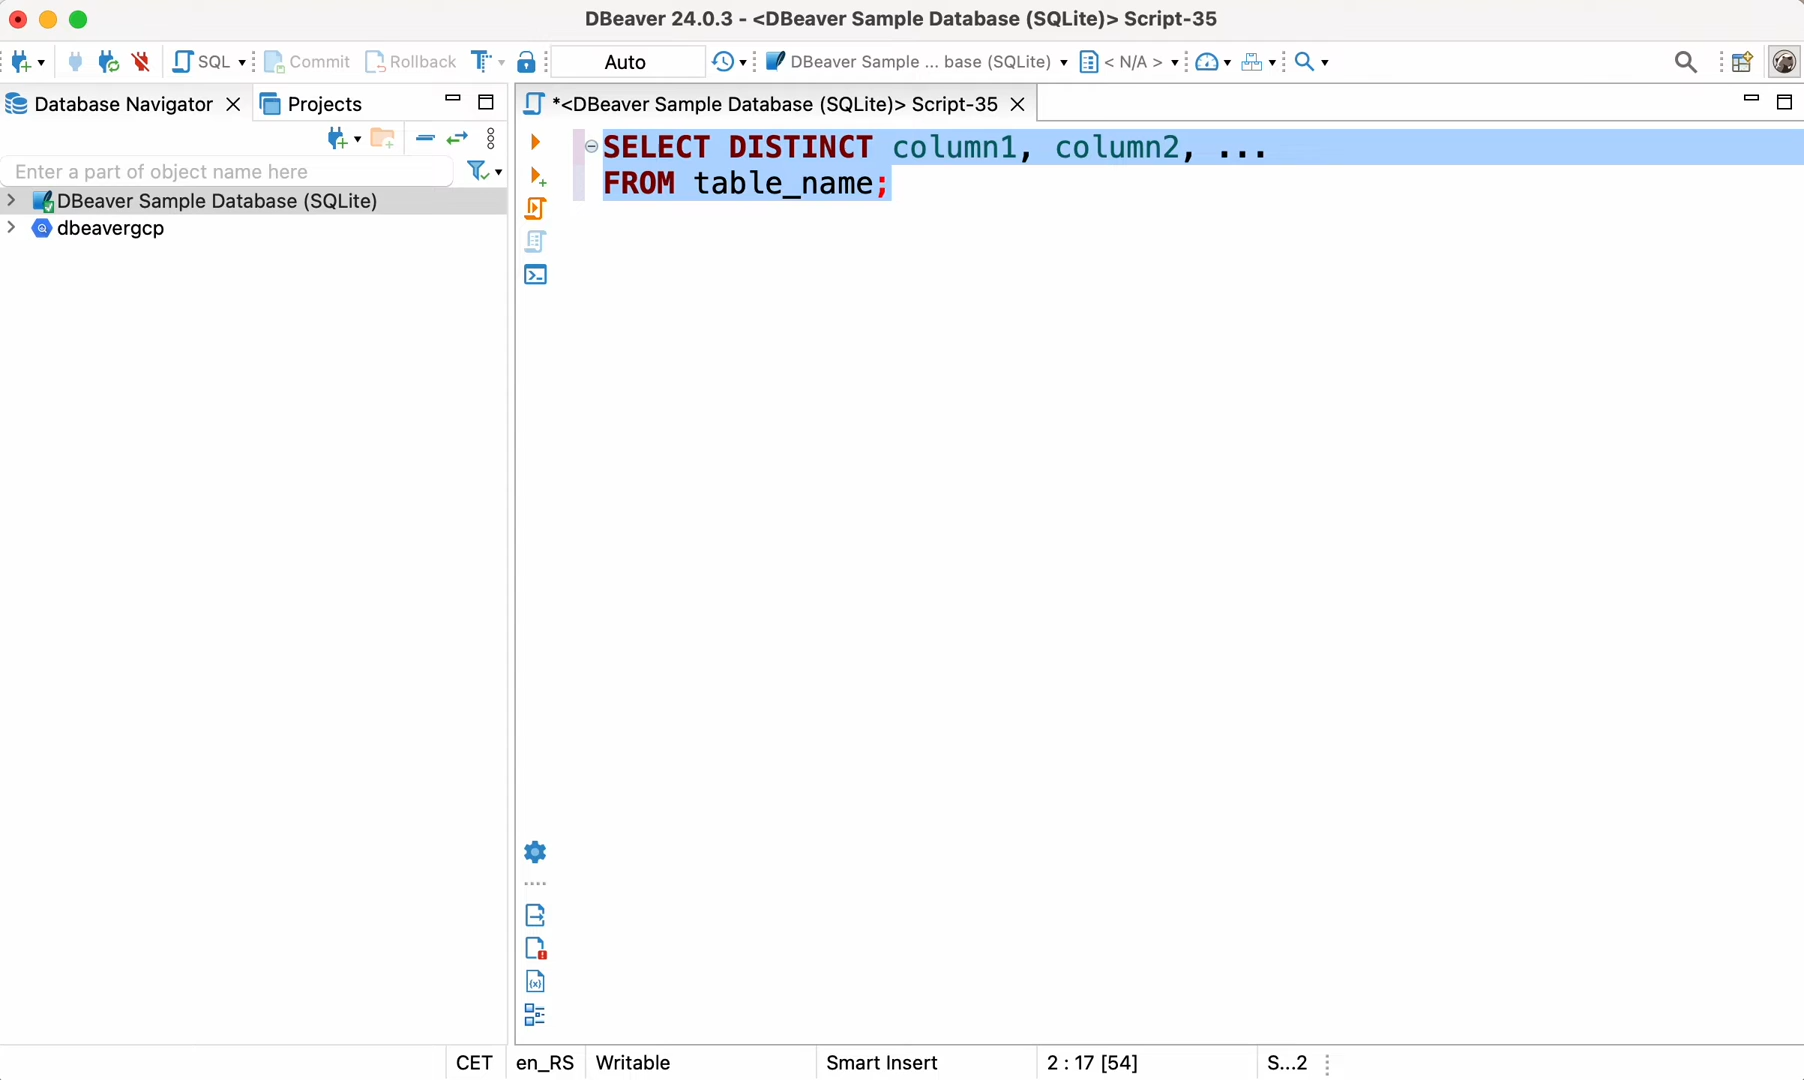 DBeaver 24.0.3 - <DBeaver Sample Database (SQLite)> Script-35
SQL Commit Rollback Auto DBeaver Sample ... base (SQLite) < N/A >
Database Navigator Projects
*<DBeaver Sample Database (SQLite)> Script-35
Enter a part of object name here
DBeaver Sample Database (SQLite)
dbeavergcp
SELECT DISTINCT column1, column2, ...
FROM table_name;
CET en_RS Writable Smart Insert 2 : 17 [54] S...2